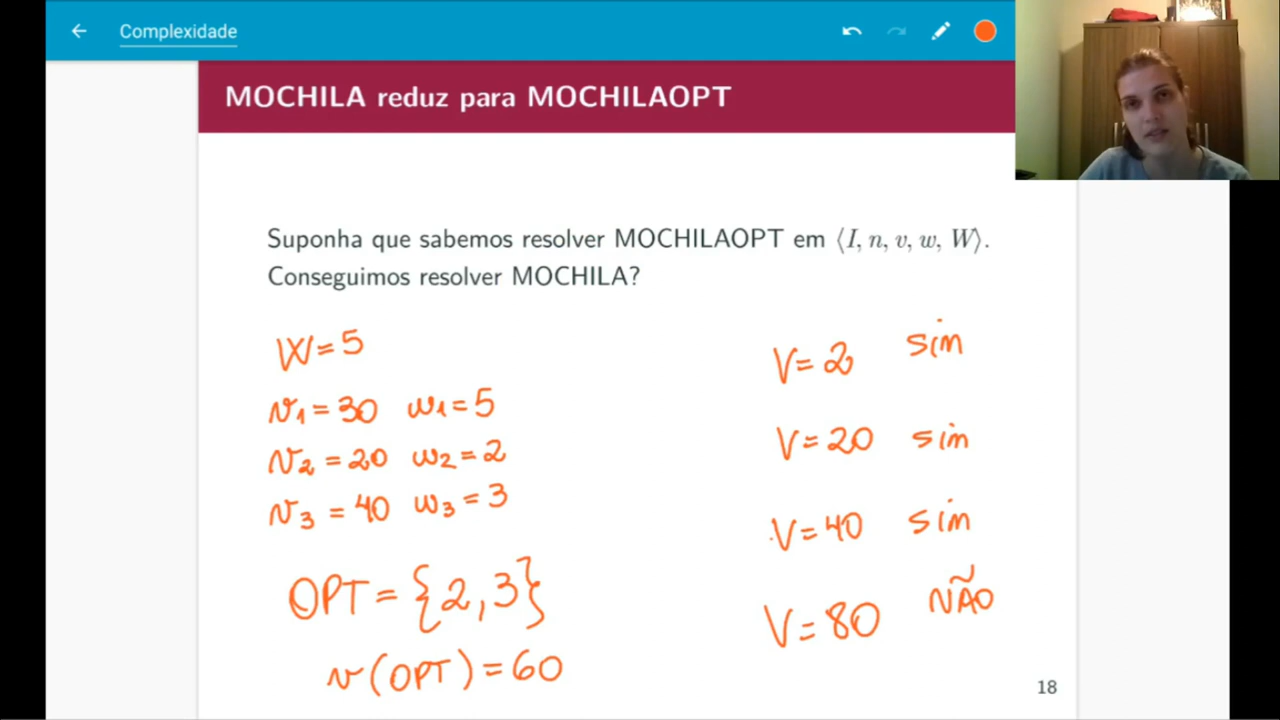 Complexidade
MOCHILA reduz para MOCHILAOPT
Suponha que sabemos resolver MOCHILAOPT em ⟨I, n, v, w, W⟩.
Conseguimos resolver MOCHILA?
W = 5
v₁ = 30 w₁ = 5
v₂ = 20 w₂ = 2
v₃ = 40 w₃ = 3
OPT = {2, 3}
v(OPT) = 60
V = 2 sim
V = 20 sim
V = 40 sim
V = 80 NÃO
18